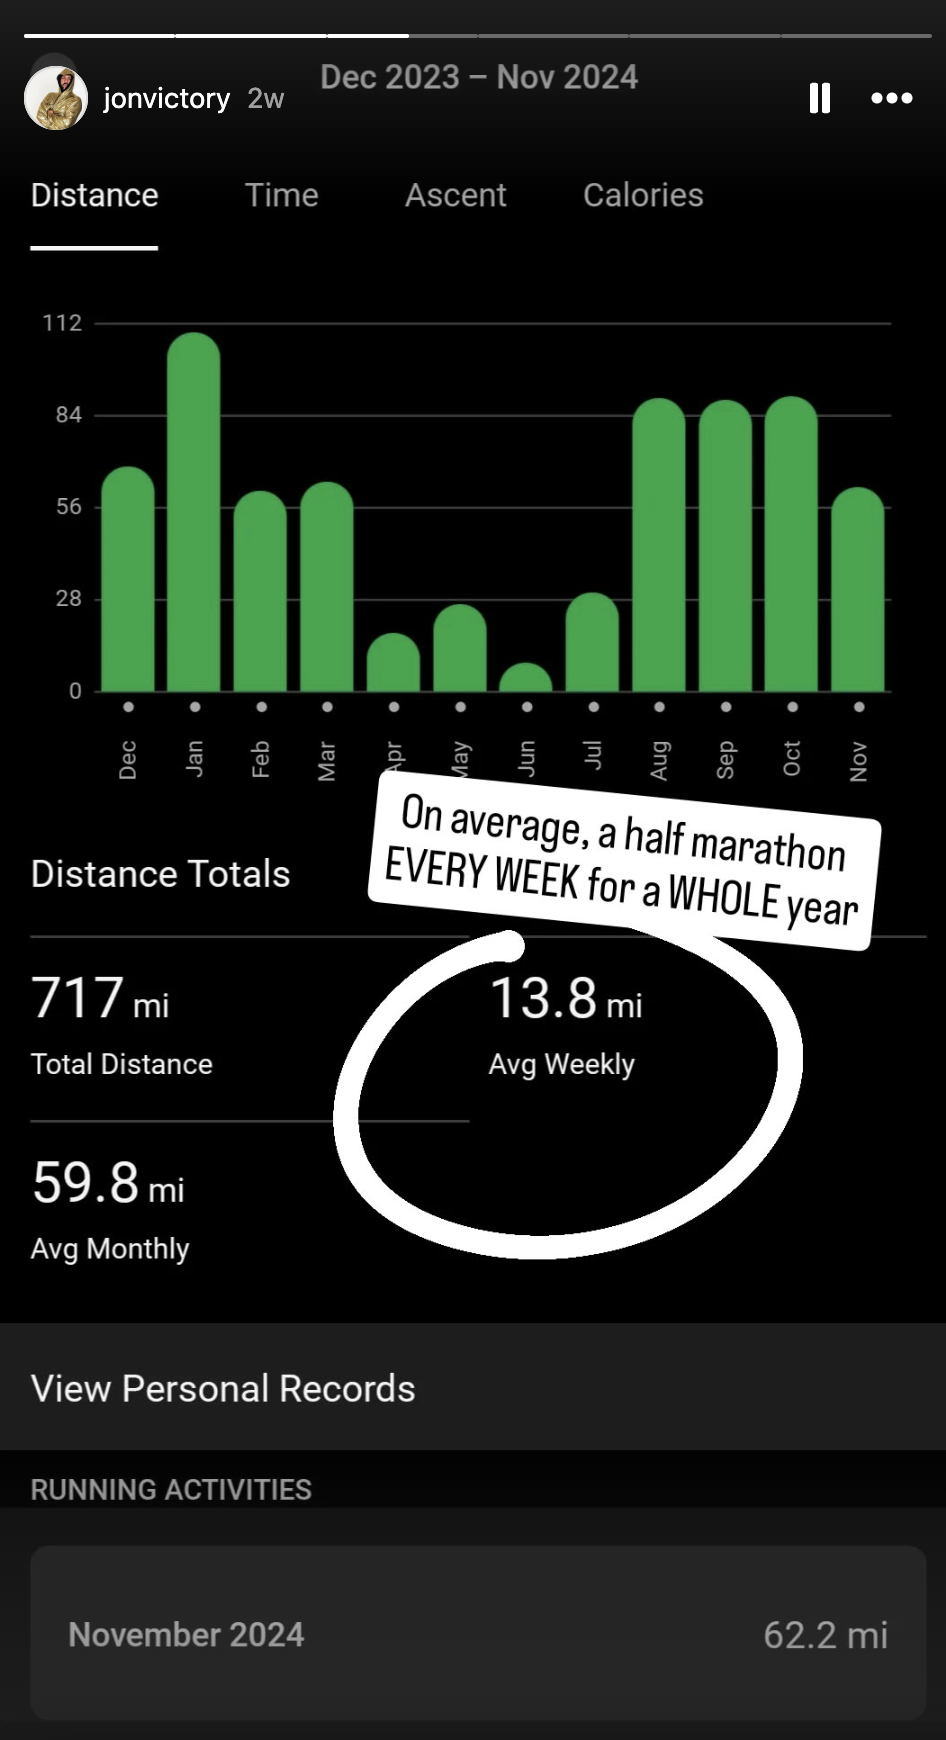 Dec 2023 – Nov 2024
jonvictory 2w
Distance Time Ascent Calories
112
84
56
28
0
Dec Jan Feb Mar Apr May Jun Jul Aug Sep Oct Nov
On average, a half marathon
EVERY WEEK for a WHOLE year
Distance Totals
717 mi 13.8 mi
Total Distance Avg Weekly
59.8 mi
Avg Monthly
View Personal Records
RUNNING ACTIVITIES
November 2024 62.2 mi